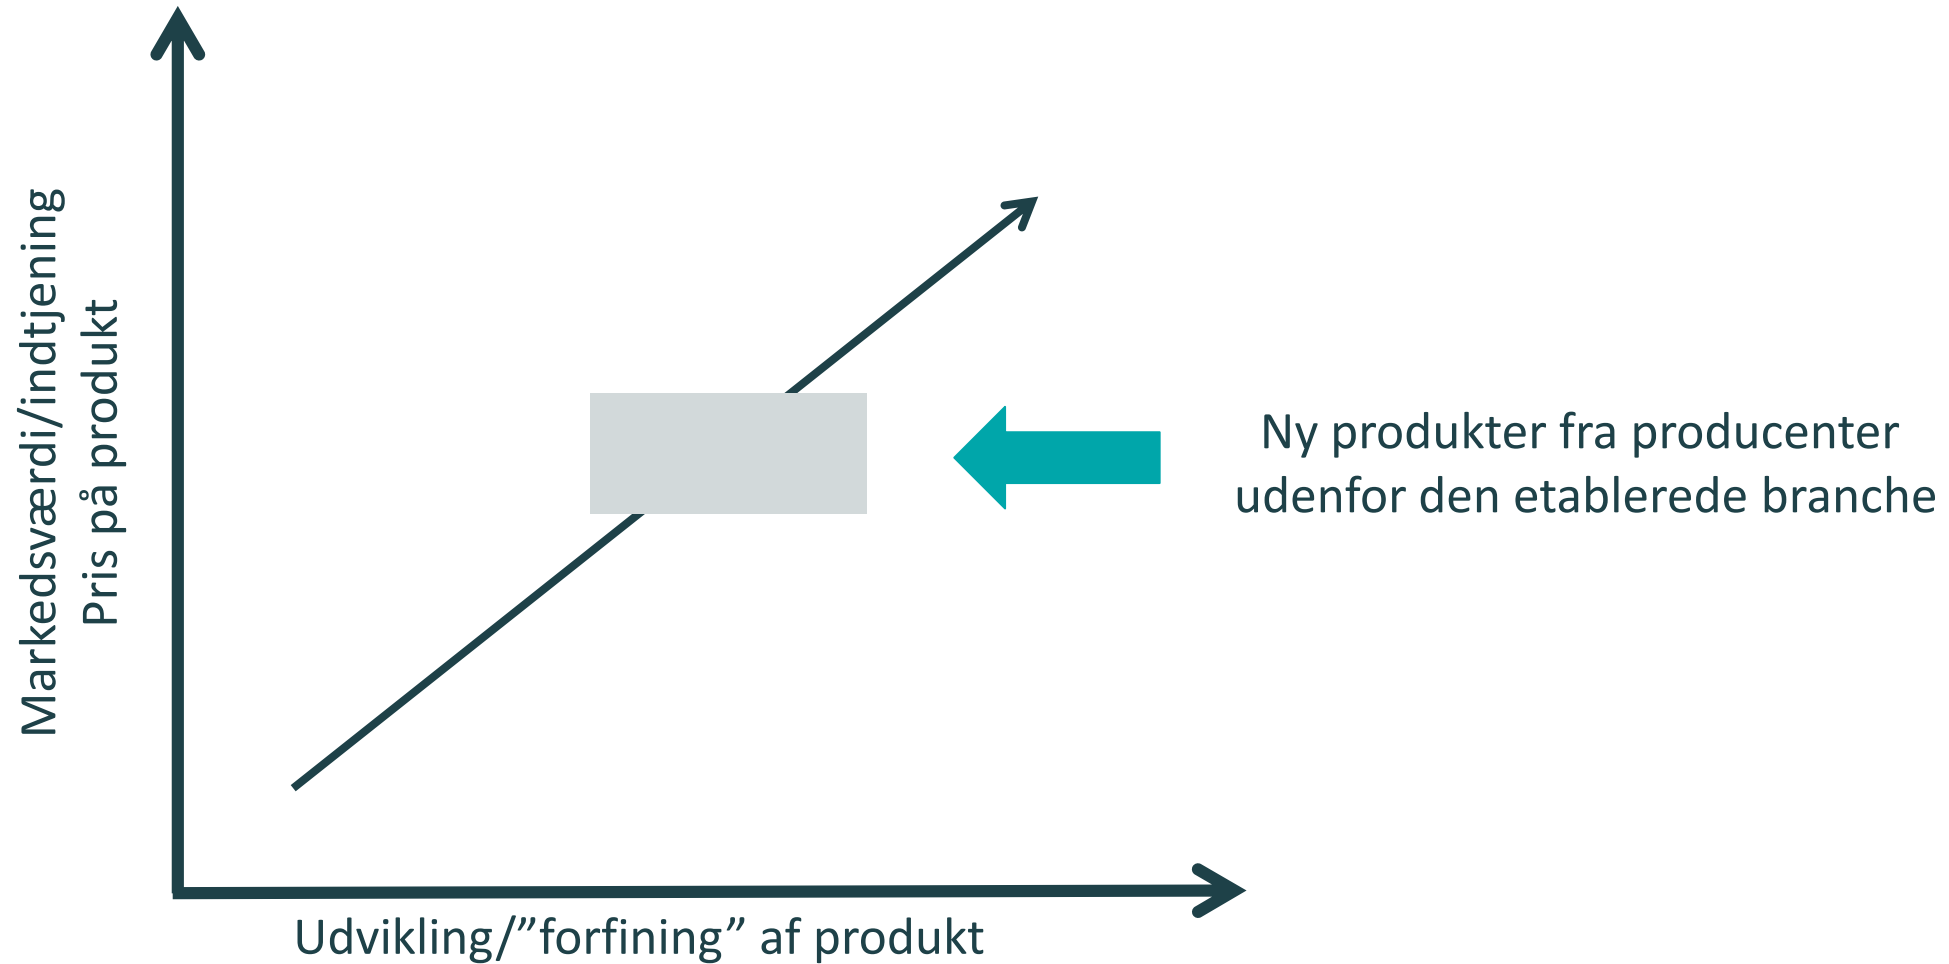 Markedsværdi/indtjening
Pris på produkt
Ny produkter fra producenter
udenfor den etablerede branche
Udvikling/”forfining” af produkt